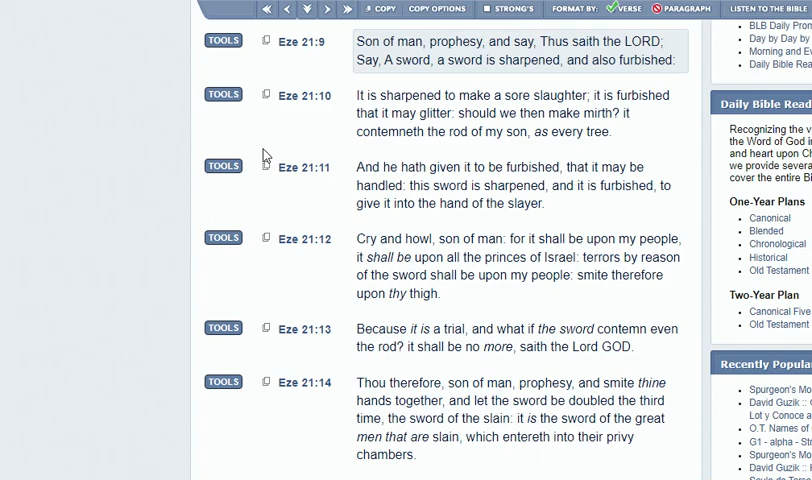 COPY COPY OPTIONS STRONG'S FORMAT BY: VERSE PARAGRAPH LISTEN TO THE BIBLE
TOOLS Eze 21:9 Son of man, prophesy, and say, Thus saith the LORD;
Say, A sword, a sword is sharpened, and also furbished:
TOOLS Eze 21:10 It is sharpened to make a sore slaughter; it is furbished
that it may glitter: should we then make mirth? it
contemneth the rod of my son, as every tree.
TOOLS Eze 21:11 And he hath given it to be furbished, that it may be
handled: this sword is sharpened, and it is furbished, to
give it into the hand of the slayer.
TOOLS Eze 21:12 Cry and howl, son of man: for it shall be upon my people,
it shall be upon all the princes of Israel: terrors by reason
of the sword shall be upon my people: smite therefore
upon thy thigh.
TOOLS Eze 21:13 Because it is a trial, and what if the sword contemn even
the rod? it shall be no more, saith the Lord GOD.
TOOLS Eze 21:14 Thou therefore, son of man, prophesy, and smite thine
hands together, and let the sword be doubled the third
time, the sword of the slain: it is the sword of the great
men that are slain, which entereth into their privy
chambers.
BLB Daily Prom
Day by Day by
Morning and Ev
Daily Bible Rea
Daily Bible Read
Recognizing the v
the Word of God in
and heart upon Ch
we provide several
cover the entire Bi
One-Year Plans
Canonical
Blended
Chronological
Historical
Old Testament
Two-Year Plan
Canonical Five
Old Testament
Recently Popula
Spurgeon's Mo
David Guzik ::
Lot y Conoce a
O.T. Names of
G1 - alpha - Str
Spurgeon's Mo
David Guzik ::